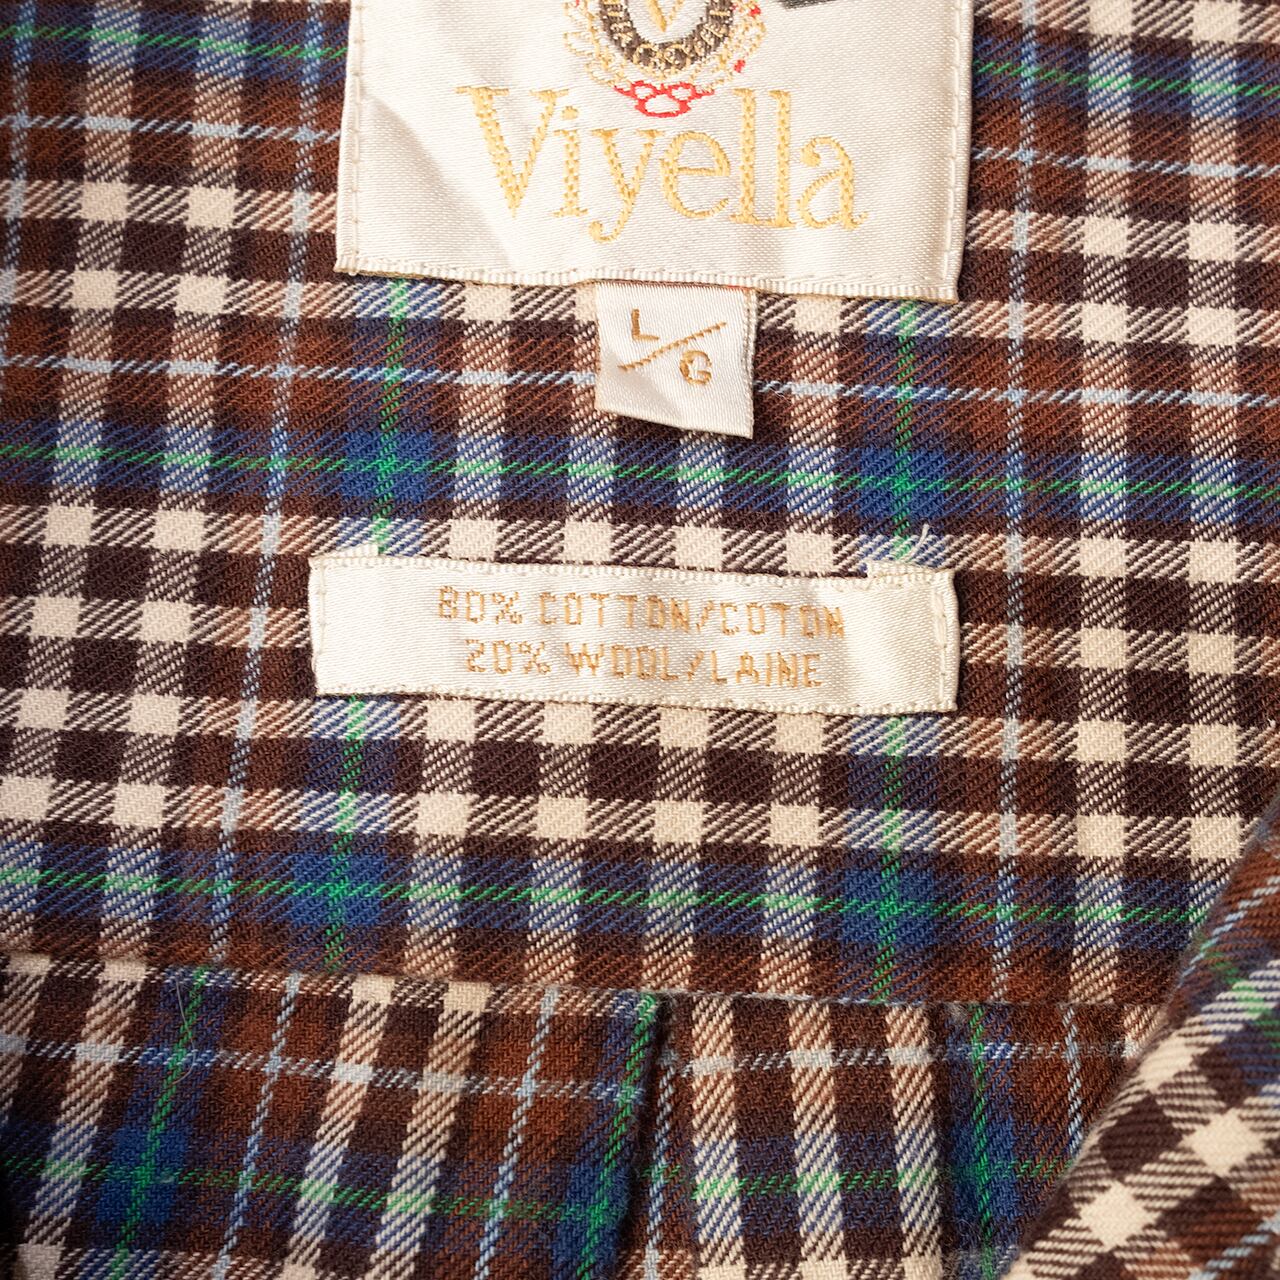 Viyella
L/G
80% COTTON/COTON
20% WOOL/LAINE